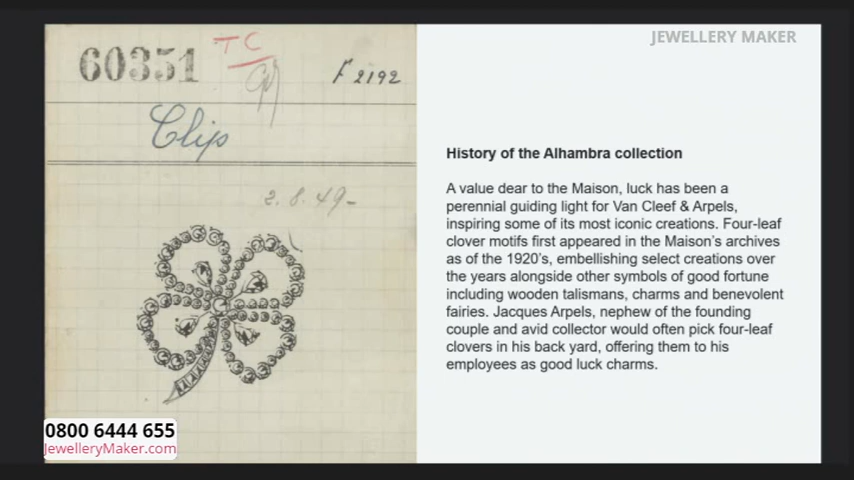 60351
TC
F 2192
Clip
2.8.49-
JEWELLERY MAKER
History of the Alhambra collection
A value dear to the Maison, luck has been a
perennial guiding light for Van Cleef & Arpels,
inspiring some of its most iconic creations. Four-leaf
clover motifs first appeared in the Maison's archives
as of the 1920's, embellishing select creations over
the years alongside other symbols of good fortune
including wooden talismans, charms and benevolent
fairies. Jacques Arpels, nephew of the founding
couple and avid collector would often pick four-leaf
clovers in his back yard, offering them to his
employees as good luck charms.
0800 6444 655
JewelleryMaker.com